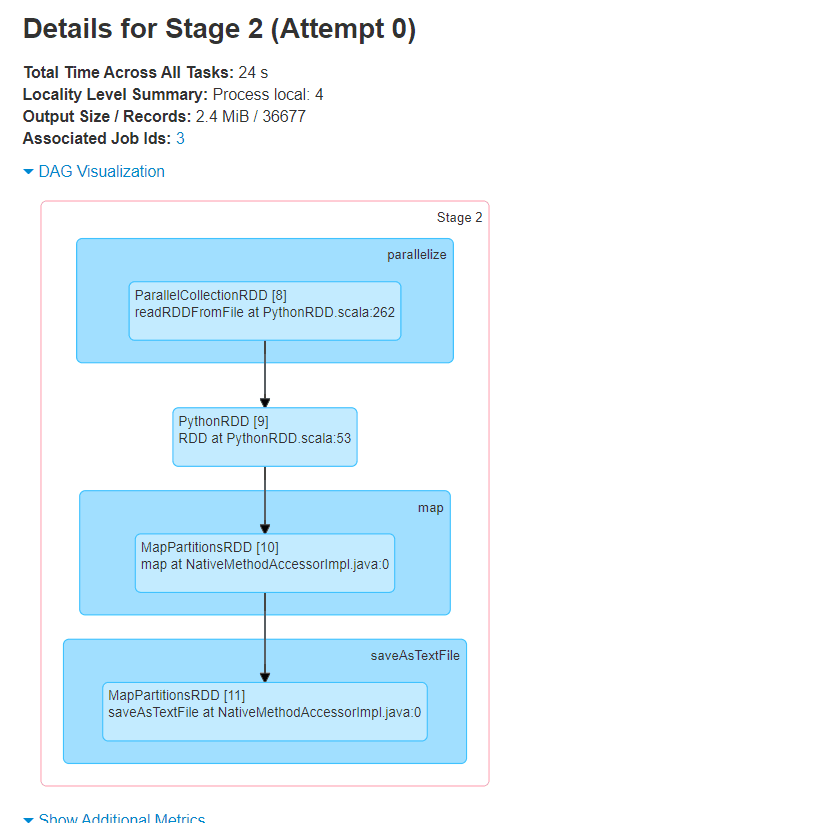 Details for Stage 2 (Attempt 0)
Total Time Across All Tasks: 24 s
Locality Level Summary: Process local: 4
Output Size / Records: 2.4 MiB / 36677
Associated Job Ids: 3
DAG Visualization
Stage 2
parallelize
ParallelCollectionRDD [8]
readRDDFromFile at PythonRDD.scala:262
PythonRDD [9]
RDD at PythonRDD.scala:53
map
MapPartitionsRDD [10]
map at NativeMethodAccessorImpl.java:0
saveAsTextFile
MapPartitionsRDD [11]
saveAsTextFile at NativeMethodAccessorImpl.java:0
Show Additional Metrics